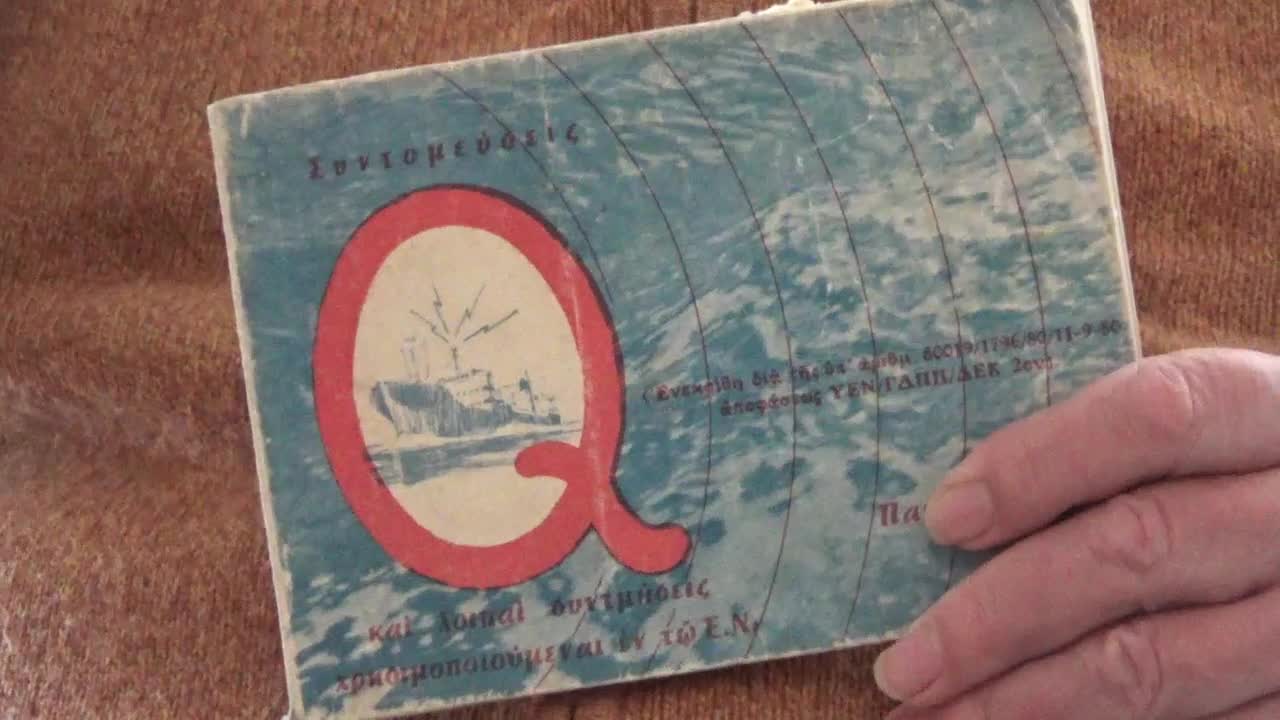 Συντομεύσεις
Q
(Ἐνεκρίθη διὰ τῆς ὑπ' ἀριθμ 60019/1796/80/11-9-80
ἀποφάσεως ΥΕΝ/ΓΔΠΠ/ΔΕΚ 2ον)
Πα
καὶ λοιπαὶ συντμήσεις
χρησιμοποιούμεναι ἐν τῷ Ε.Ν.